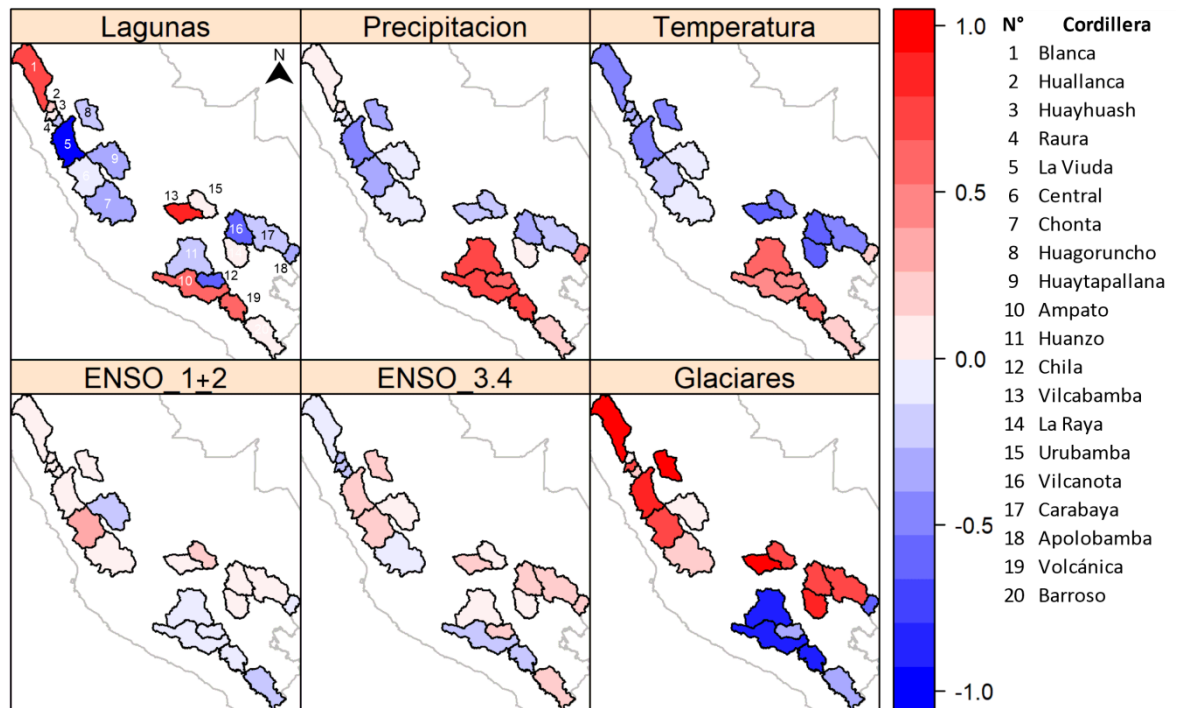 Lagunas
Precipitacion
Temperatura
N
1
2
3
4
5
6
7
8
9
10
11
12
13
15
16
17
18
19
ENSO_1+2
ENSO_3.4
Glaciares
1.0
0.5
0.0
-0.5
-1.0
N° Cordillera
1 Blanca
2 Huallanca
3 Huayhuash
4 Raura
5 La Viuda
6 Central
7 Chonta
8 Huagoruncho
9 Huaytapallana
10 Ampato
11 Huanzo
12 Chila
13 Vilcabamba
14 La Raya
15 Urubamba
16 Vilcanota
17 Carabaya
18 Apolobamba
19 Volcánica
20 Barroso